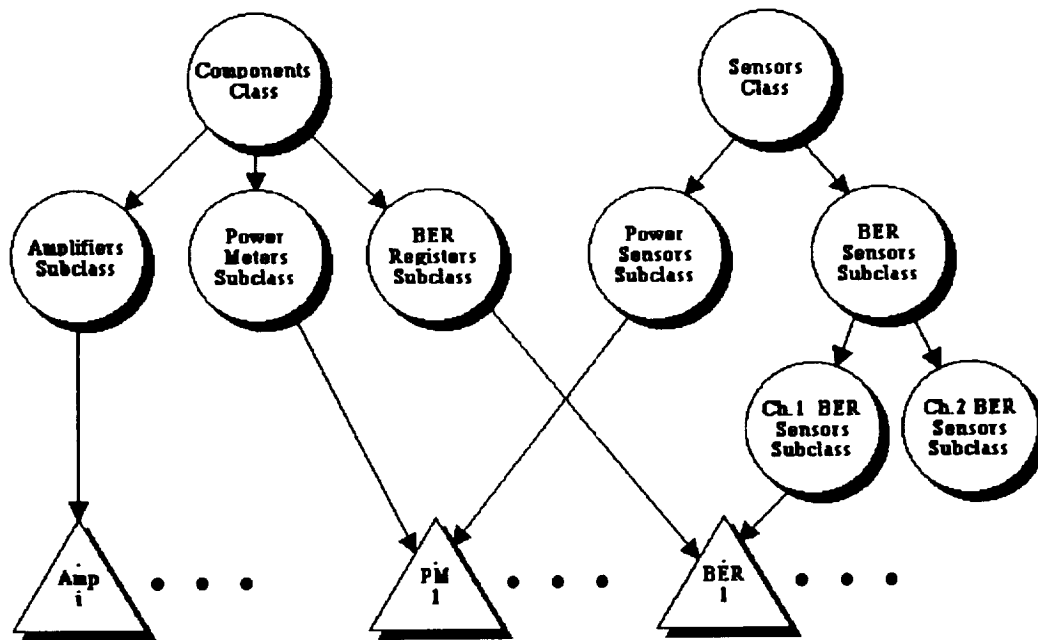 Components
Class
Sensors
Class
Amplifiers
Subclass
Power
Meters
Subclass
BER
Registers
Subclass
Power
Sensors
Subclass
BER
Sensors
Subclass
Ch.1 BER
Sensors
Subclass
Ch.2 BER
Sensors
Subclass
Amp
i
PM
1
BER
1